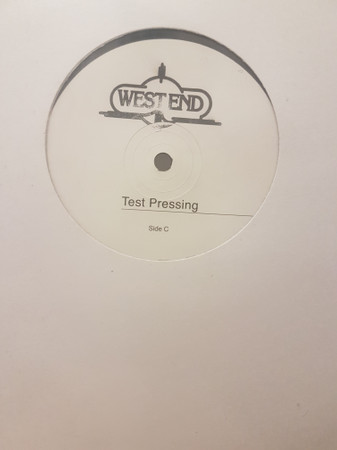 WEST END
Test Pressing
Side C